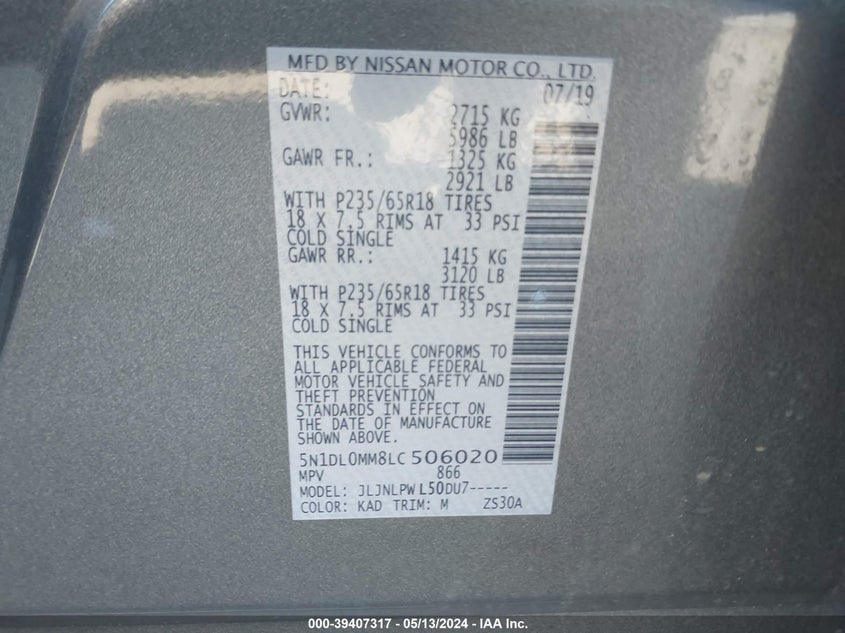 MFD BY NISSAN MOTOR CO., LTD.
DATE: 07/19
GVWR: 2715 KG
5986 LB
GAWR FR.: 1325 KG
2921 LB
WITH P235/65R18 TIRES
18 X 7.5 RIMS AT 33 PSI
COLD SINGLE
GAWR RR.: 1415 KG
3120 LB
WITH P235/65R18 TIRES
18 X 7.5 RIMS AT 33 PSI
COLD SINGLE
THIS VEHICLE CONFORMS TO
ALL APPLICABLE FEDERAL
MOTOR VEHICLE SAFETY AND
THEFT PREVENTION
STANDARDS IN EFFECT ON
THE DATE OF MANUFACTURE
SHOWN ABOVE.
5N1DL0MM8LC506020
MPV 866
MODEL: JLJNLPWL50DU7-----
COLOR: KAD TRIM: M ZS30A
000-39407317 - 05/13/2024 - IAA Inc.